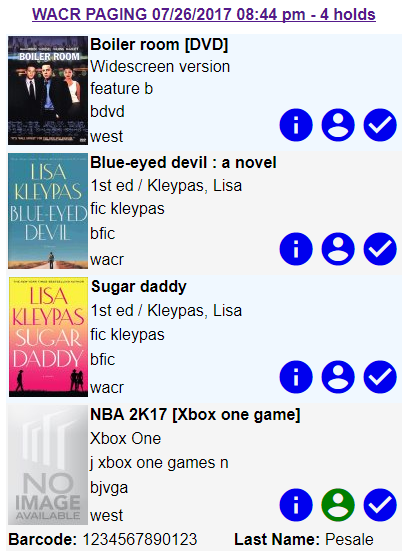 WACR PAGING 07/26/2017 08:44 pm - 4 holds
BOILER ROOM
Boiler room [DVD]
Widescreen version
feature b
bdvd
west
LISA
KLEYPAS
BLUE-EYED
DEVIL
Blue-eyed devil : a novel
1st ed / Kleypas, Lisa
fic kleypas
bfic
wacr
LISA
KLEYPAS
SUGAR
DADDY
Sugar daddy
1st ed / Kleypas, Lisa
fic kleypas
bfic
wacr
NO
IMAGE
AVAILABLE
NBA 2K17 [Xbox one game]
Xbox One
j xbox one games n
bjvga
west
Barcode: 1234567890123 Last Name: Pesale